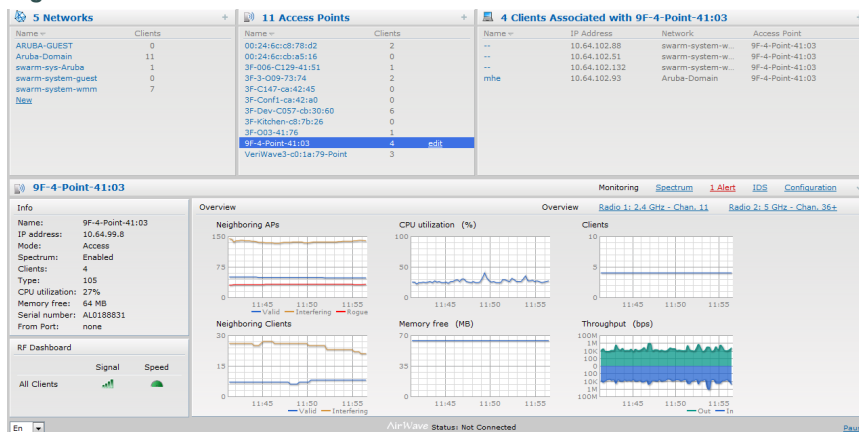 5 Networks
+
Name
Clients
ARUBA-GUEST 0
Aruba-Domain 11
swarm-sys-Aruba 1
swarm-system-guest 0
swarm-system-wmm 7
New
11 Access Points
+
Name
Clients
00:24:6c:c8:78:d2 2
00:24:6c:cb:a5:16 0
3F-006-C129-41:51 1
3F-3-O09-73:74 2
3F-C147-ca:42:45 0
3F-Conf1-ca:42:a0 0
3F-Dev-C057-cb:30:60 6
3F-Kitchen-c8:7b:26 0
3F-O03-41:76 1
9F-4-Point-41:03 4 edit
VeriWave3-c0:1a:79-Point 3
4 Clients Associated with 9F-4-Point-41:03
Name IP Address Network Access Point
-- 10.64.102.88 swarm-system-w... 9F-4-Point-41:03
-- 10.64.102.51 swarm-system-w... 9F-4-Point-41:03
-- 10.64.102.132 swarm-system-w... 9F-4-Point-41:03
mhe 10.64.102.93 Aruba-Domain 9F-4-Point-41:03
9F-4-Point-41:03
Monitoring Spectrum 1 Alert IDS Configuration
Info
Name: 9F-4-Point-41:03
IP address: 10.64.99.8
Mode: Access
Spectrum: Enabled
Clients: 4
Type: 105
CPU utilization: 27%
Memory free: 64 MB
Serial number: AL0188831
From Port: none
RF Dashboard
Signal Speed
All Clients
Overview
Overview Radio 1: 2.4 GHz - Chan. 11 Radio 2: 5 GHz - Chan. 36+
Neighboring APs
150
75
0
11:45 11:50 11:55
Valid Interfering Rogue
CPU utilization (%)
100
50
0
11:45 11:50 11:55
Clients
10
5
0
11:45 11:50 11:55
Neighboring Clients
30
15
0
11:45 11:50 11:55
Valid Interfering
Memory free (MB)
70
35
0
11:45 11:50 11:55
Throughput (bps)
100M
1M
10K
100
0
100
10K
1M
100M
11:45 11:50 11:55
Out In
En
AirWave Status: Not Connected